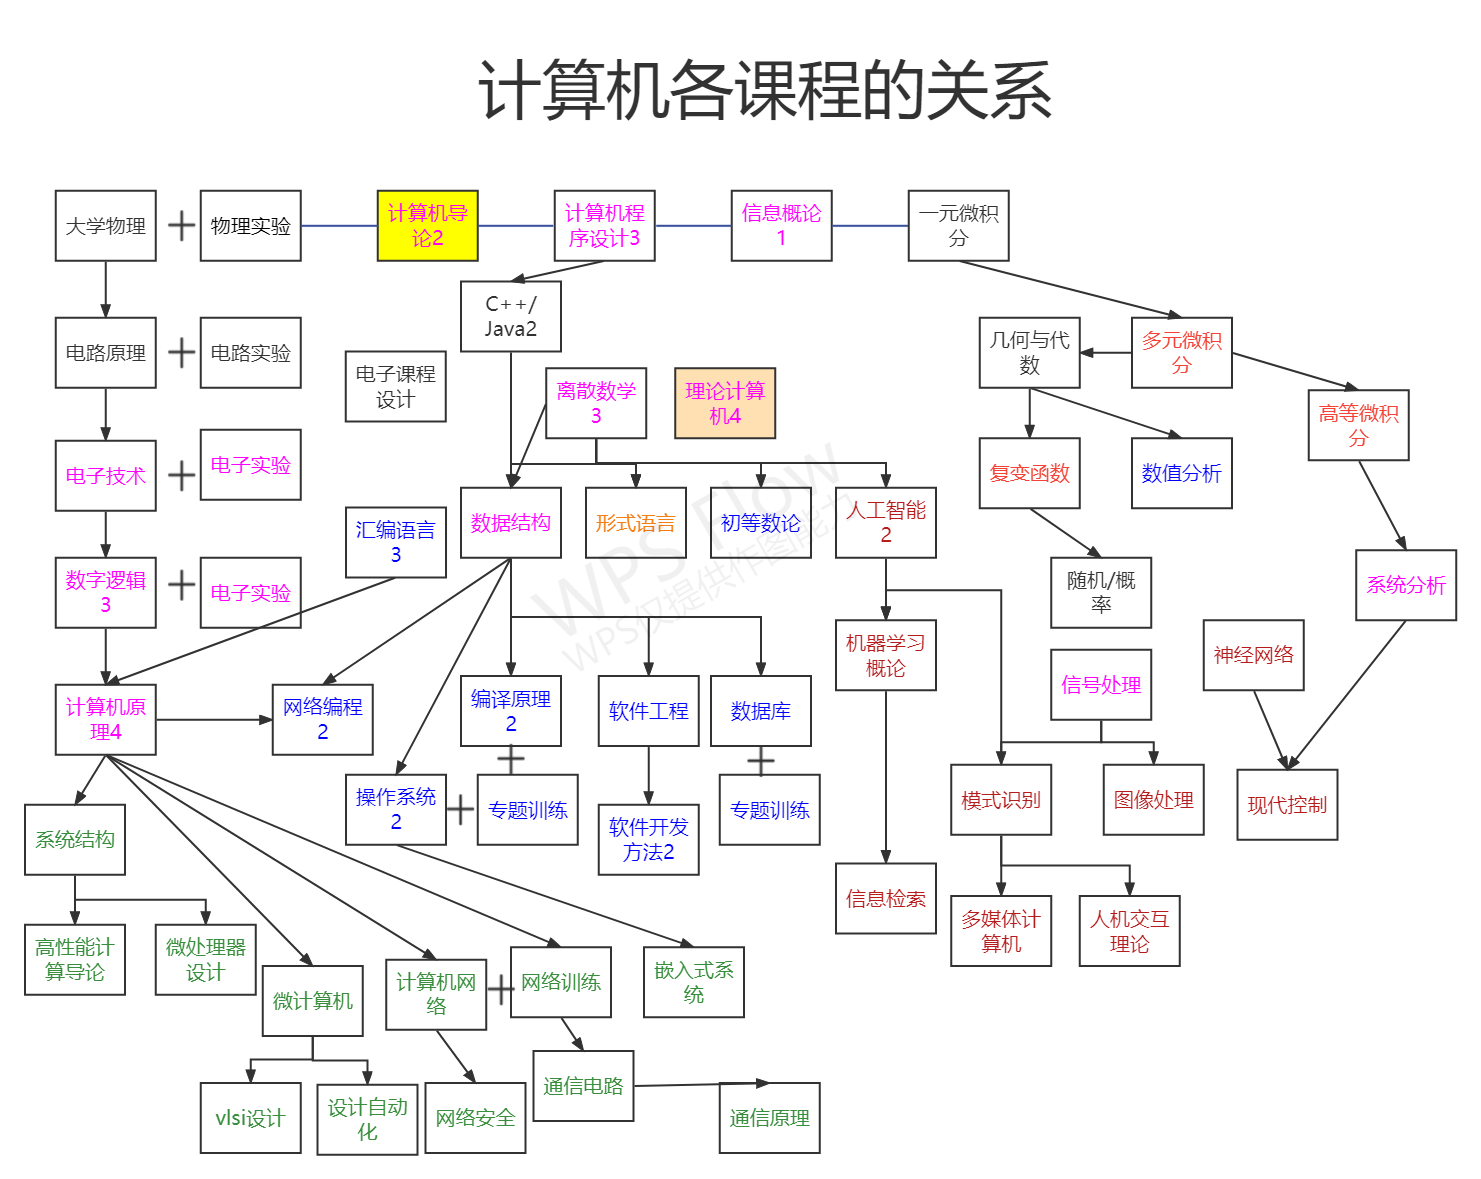 计算机各课程的关系
大学物理
物理实验
计算机导
论2
计算机程
序设计3
信息概论
1
一元微积
分
C++/
Java2
电路原理
电路实验
电子课程
设计
离散数学
3
理论计算
机4
几何与代
数
多元微积
分
高等微积
分
电子技术
电子实验
汇编语言
3
数据结构
形式语言
初等数论
人工智能
2
复变函数
数值分析
数字逻辑
3
电子实验
随机/概
率
系统分析
WPS Flow
WPS仅提供作图能力
机器学习
概论
信号处理
神经网络
计算机原
理4
网络编程
2
编译原理
2
软件工程
数据库
操作系统
2
专题训练
软件开发
方法2
专题训练
模式识别
图像处理
现代控制
系统结构
信息检索
多媒体计
算机
人机交互
理论
高性能计
算导论
微处理器
设计
微计算机
计算机网
络
网络训练
嵌入式系
统
vlsi设计
设计自动
化
网络安全
通信电路
通信原理